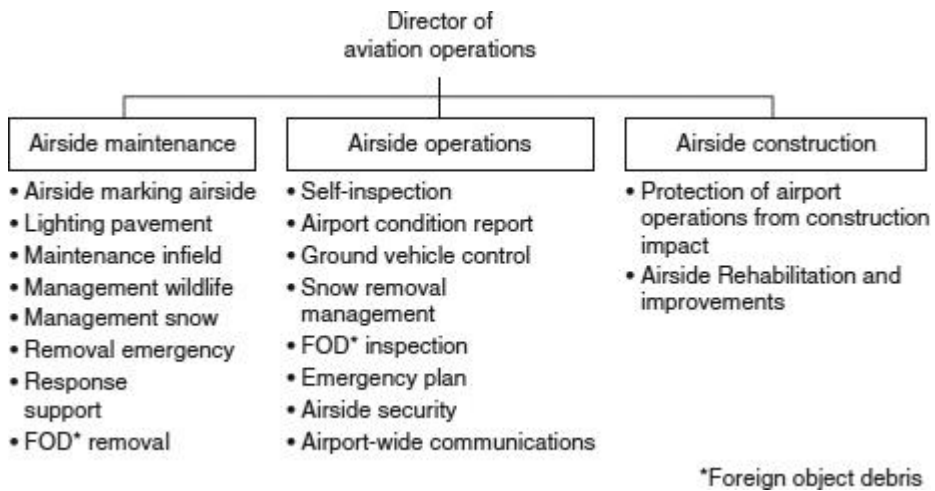 Director of
aviation operations
Airside maintenance
• Airside marking airside
• Lighting pavement
• Maintenance infield
• Management wildlife
• Management snow
• Removal emergency
• Response
support
• FOD* removal
Airside operations
• Self-inspection
• Airport condition report
• Ground vehicle control
• Snow removal
management
• FOD* inspection
• Emergency plan
• Airside security
• Airport-wide communications
Airside construction
• Protection of airport
operations from construction
impact
• Airside Rehabilitation and
improvements
*Foreign object debris